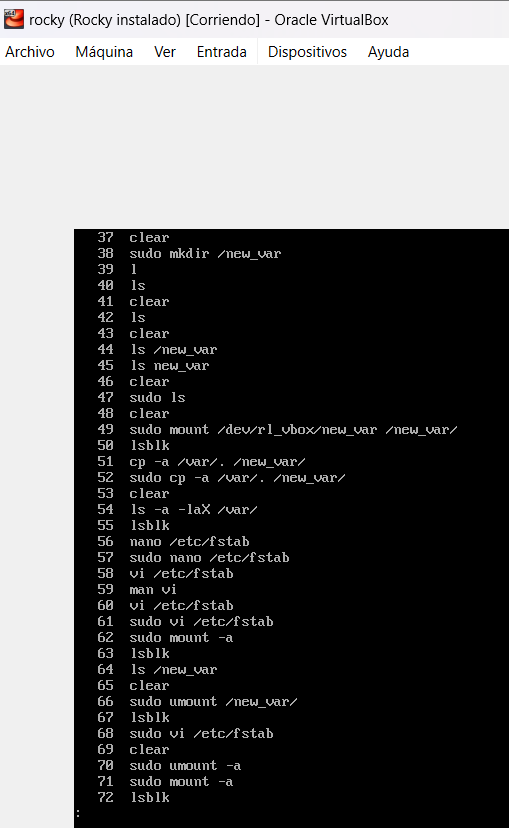 rocky (Rocky instalado) [Corriendo] - Oracle VirtualBox
Archivo Máquina Ver Entrada Dispositivos Ayuda
37 clear
38 sudo mkdir /new_var
39 l
40 ls
41 clear
42 ls
43 clear
44 ls /new_var
45 ls new_var
46 clear
47 sudo ls
48 clear
49 sudo mount /dev/rl_vbox/new_var /new_var/
50 lsblk
51 cp -a /var/. /new_var/
52 sudo cp -a /var/. /new_var/
53 clear
54 ls -a -laX /var/
55 lsblk
56 nano /etc/fstab
57 sudo nano /etc/fstab
58 vi /etc/fstab
59 man vi
60 vi /etc/fstab
61 sudo vi /etc/fstab
62 sudo mount -a
63 lsblk
64 ls /new_var
65 clear
66 sudo umount /new_var/
67 lsblk
68 sudo vi /etc/fstab
69 clear
70 sudo umount -a
71 sudo mount -a
72 lsblk
: